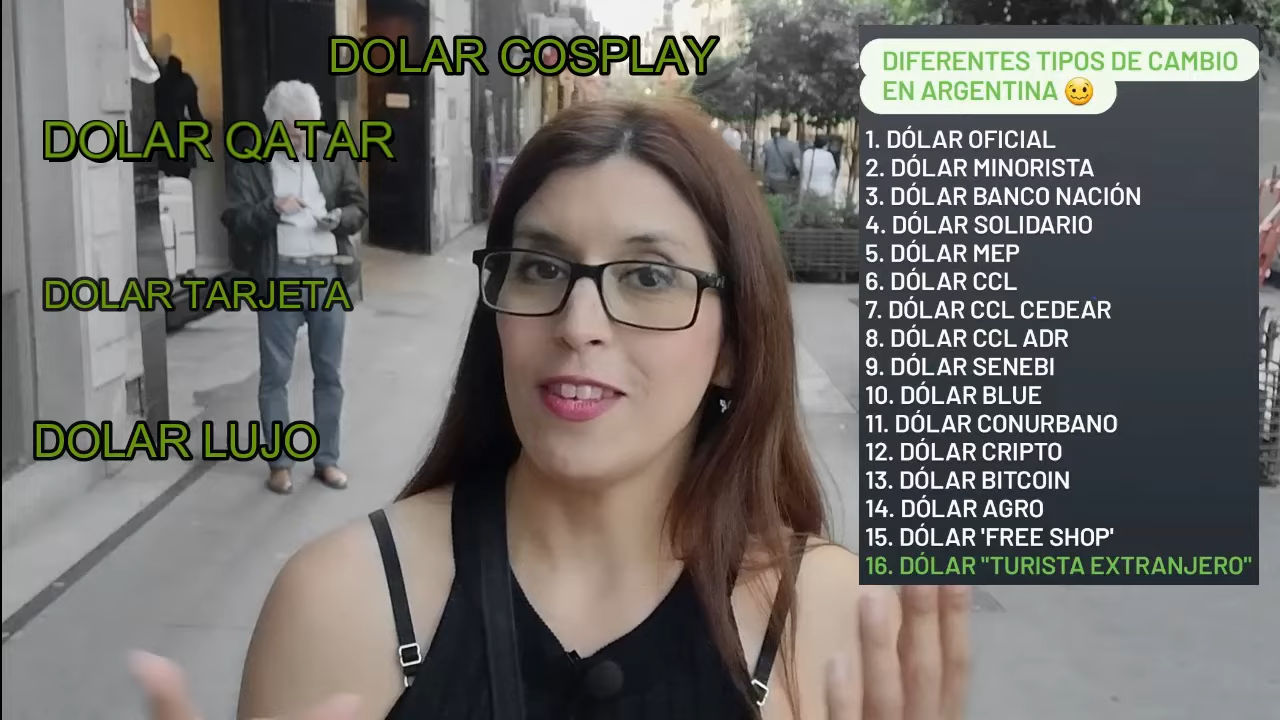 DOLAR COSPLAY
DOLAR QATAR
DOLAR TARJETA
DOLAR LUJO
DIFERENTES TIPOS DE CAMBIO
EN ARGENTINA 🥴
1. DÓLAR OFICIAL
2. DÓLAR MINORISTA
3. DÓLAR BANCO NACIÓN
4. DÓLAR SOLIDARIO
5. DÓLAR MEP
6. DÓLAR CCL
7. DÓLAR CCL CEDEAR
8. DÓLAR CCL ADR
9. DÓLAR SENEBI
10. DÓLAR BLUE
11. DÓLAR CONURBANO
12. DÓLAR CRIPTO
13. DÓLAR BITCOIN
14. DÓLAR AGRO
15. DÓLAR 'FREE SHOP'
16. DÓLAR "TURISTA EXTRANJERO"